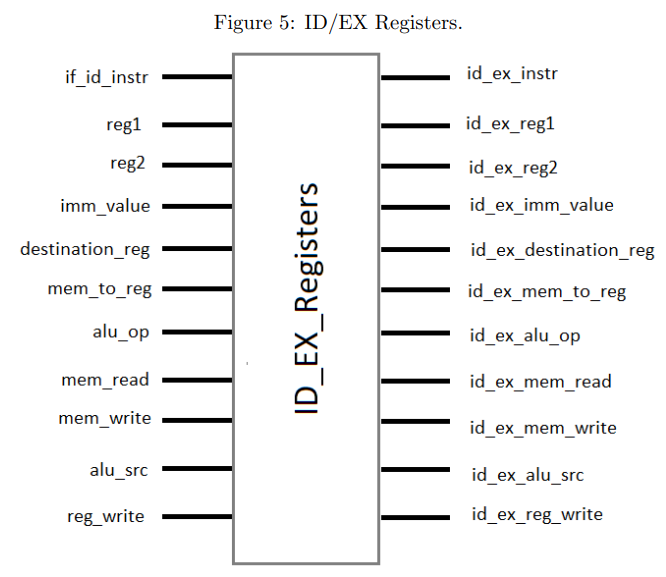 Figure 5: ID/EX Registers.
if_id_instr
id_ex_instr
reg1
id_ex_reg1
reg2
id_ex_reg2
imm_value
id_ex_imm_value
destination_reg
id_ex_destination_reg
mem_to_reg
id_ex_mem_to_reg
alu_op
id_ex_alu_op
mem_read
id_ex_mem_read
mem_write
id_ex_mem_write
alu_src
id_ex_alu_src
reg_write
id_ex_reg_write
ID_EX_Registers